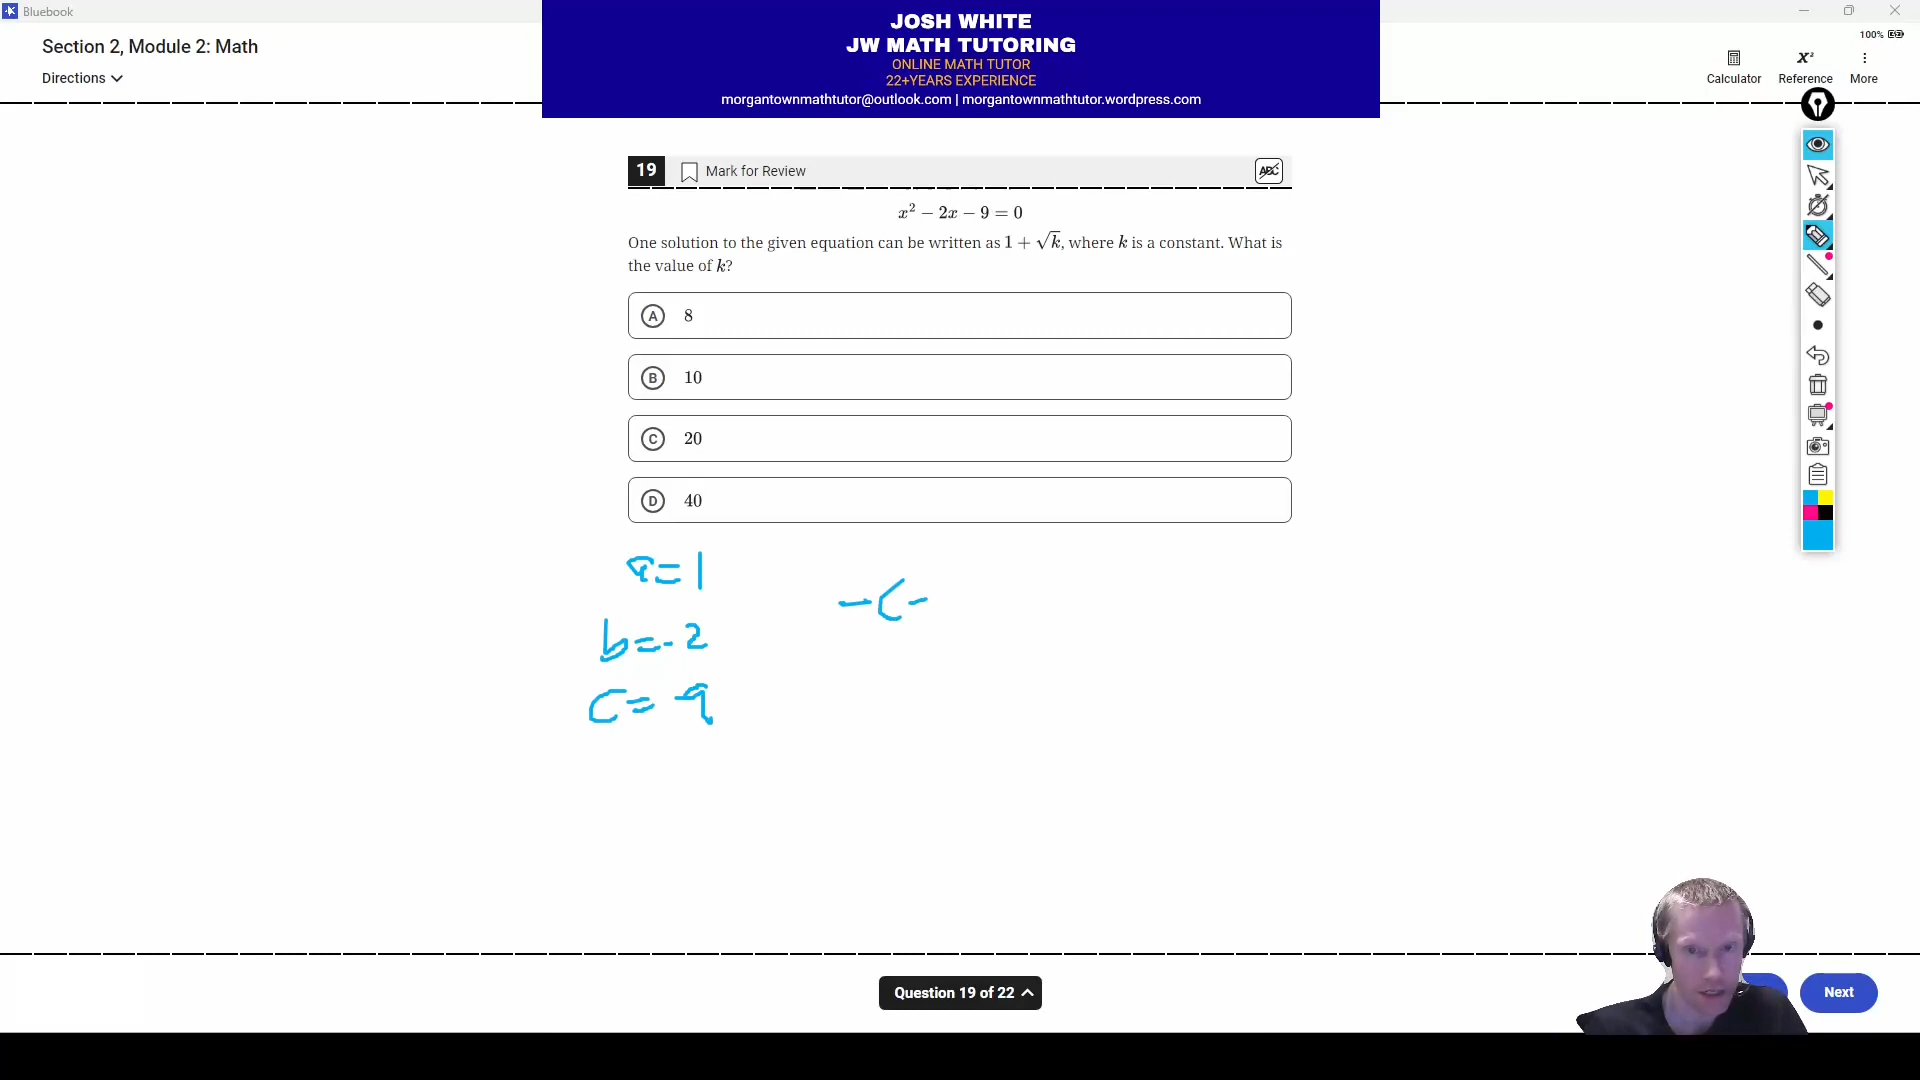 Bluebook
JOSH WHITE
JW MATH TUTORING
ONLINE MATH TUTOR
22+YEARS EXPERIENCE
morgantownmathtutor@outlook.com | morgantownmathtutor.wordpress.com
Section 2, Module 2: Math
Directions
100%
Calculator
x²
Reference
More
19
Mark for Review
ABC
x² − 2x − 9 = 0
One solution to the given equation can be written as 1 + √k, where k is a constant. What is
the value of k?
A 8
B 10
C 20
D 40
a=1
b=-2
c=-9
-(-
Question 19 of 22
Next